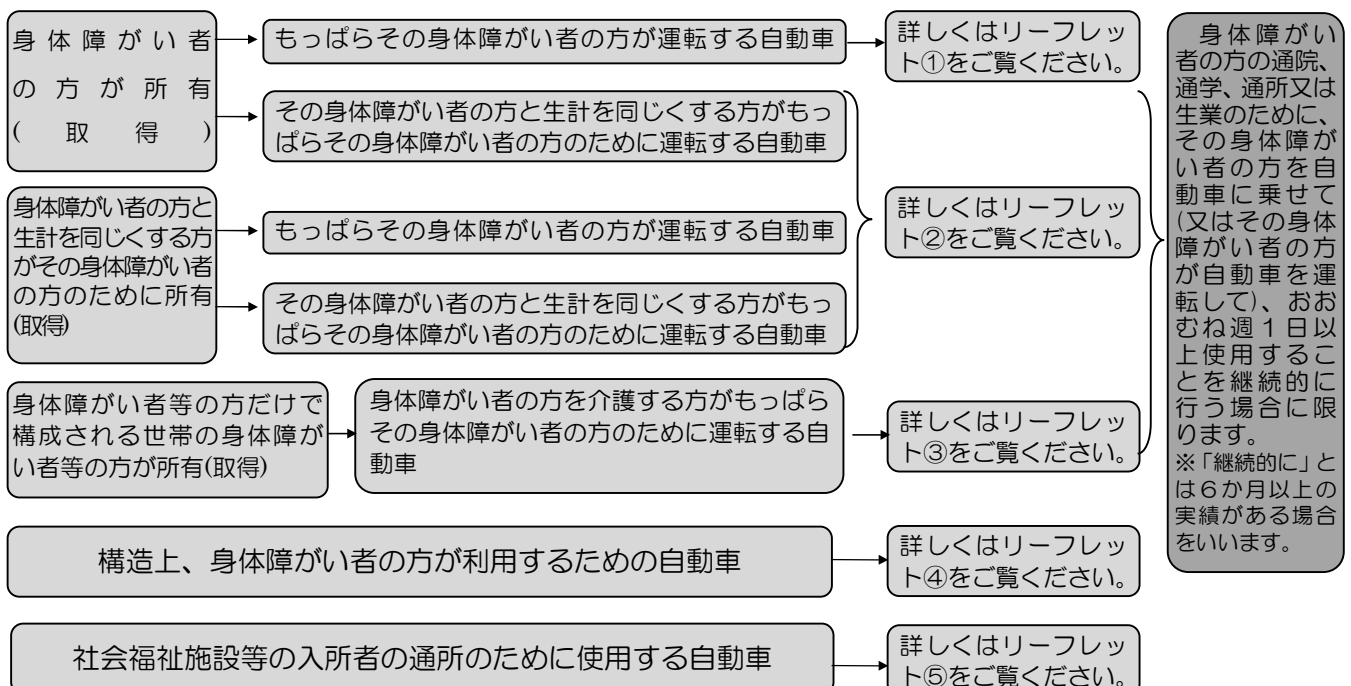 身体障がい者
の方が所有
(取得)
もっぱらその身体障がい者の方が運転する自動車
詳しくはリーフレッ
ト①をご覧ください。
その身体障がい者の方と生計を同じくする方がもっ
ぱらその身体障がい者の方のために運転する自動車
身体障がい者の方と
生計を同じくする方
がその身体障がい者
の方のために所有
(取得)
もっぱらその身体障がい者の方が運転する自動車
その身体障がい者の方と生計を同じくする方がもっ
ぱらその身体障がい者の方のために運転する自動車
詳しくはリーフレッ
ト②をご覧ください。
身体障がい者等の方だけで
構成される世帯の身体障が
い者等の方が所有(取得)
身体障がい者の方を介護する方がもっぱら
その身体障がい者の方のために運転する自
動車
詳しくはリーフレッ
ト③をご覧ください。
身体障がい
者の方の通院、
通学、通所又は
生業のために、
その身体障が
い者の方を自
動車に乗せて
(又はその身体
障がい者の方
が自動車を運
転して)、おお
むね週1日以
上使用するこ
とを継続的に
行う場合に限
ります。
※「継続的に」と
は6か月以上の
実績がある場合
をいいます。
構造上、身体障がい者の方が利用するための自動車
詳しくはリーフレッ
ト④をご覧ください。
社会福祉施設等の入所者の通所のために使用する自動車
詳しくはリーフレッ
ト⑤をご覧ください。